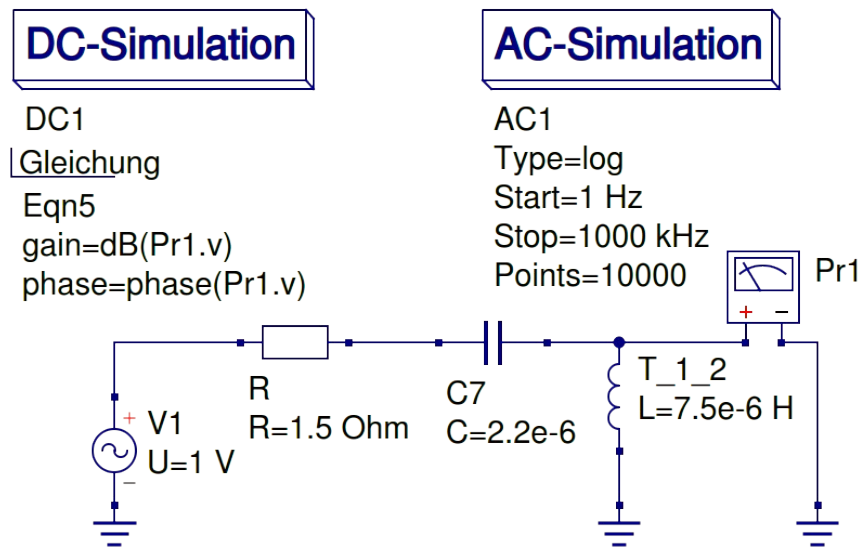 DC-Simulation
AC-Simulation
DC1
Gleichung
Eqn5
gain=dB(Pr1.v)
phase=phase(Pr1.v)
AC1
Type=log
Start=1 Hz
Stop=1000 kHz
Points=10000
Pr1
+ −
+
−
V1
U=1 V
R
R=1.5 Ohm
C7
C=2.2e-6
T_1_2
L=7.5e-6 H